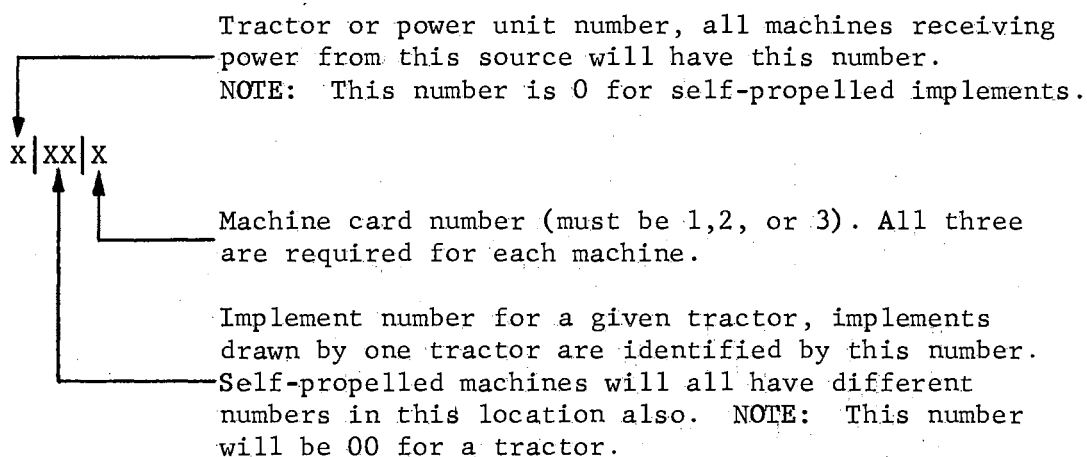 Tractor or power unit number, all machines receiving
power from this source will have this number.
NOTE: This number is 0 for self-propelled implements.
X|XX|X
Machine card number (must be 1,2, or 3). All three
are required for each machine.
Implement number for a given tractor, implements
drawn by one tractor are identified by this number.
Self-propelled machines will all have different
numbers in this location also. NOTE: This number
will be 00 for a tractor.